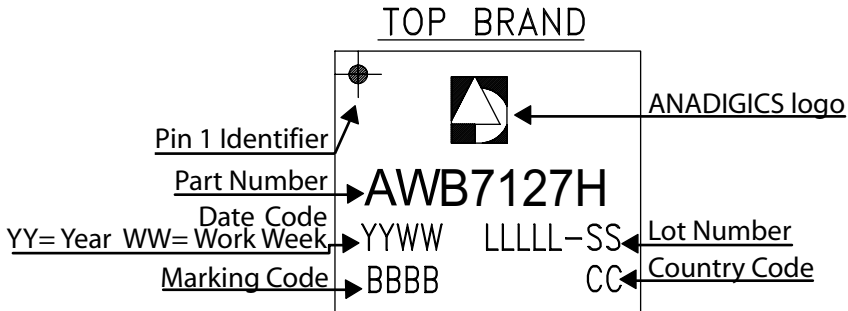 TOP BRAND
ANADIGICS logo
Pin 1 Identifier
Part Number AWB7127H
Date Code
YY= Year WW= Work Week YYWW LLLLL-SS Lot Number
Marking Code BBBB CC Country Code